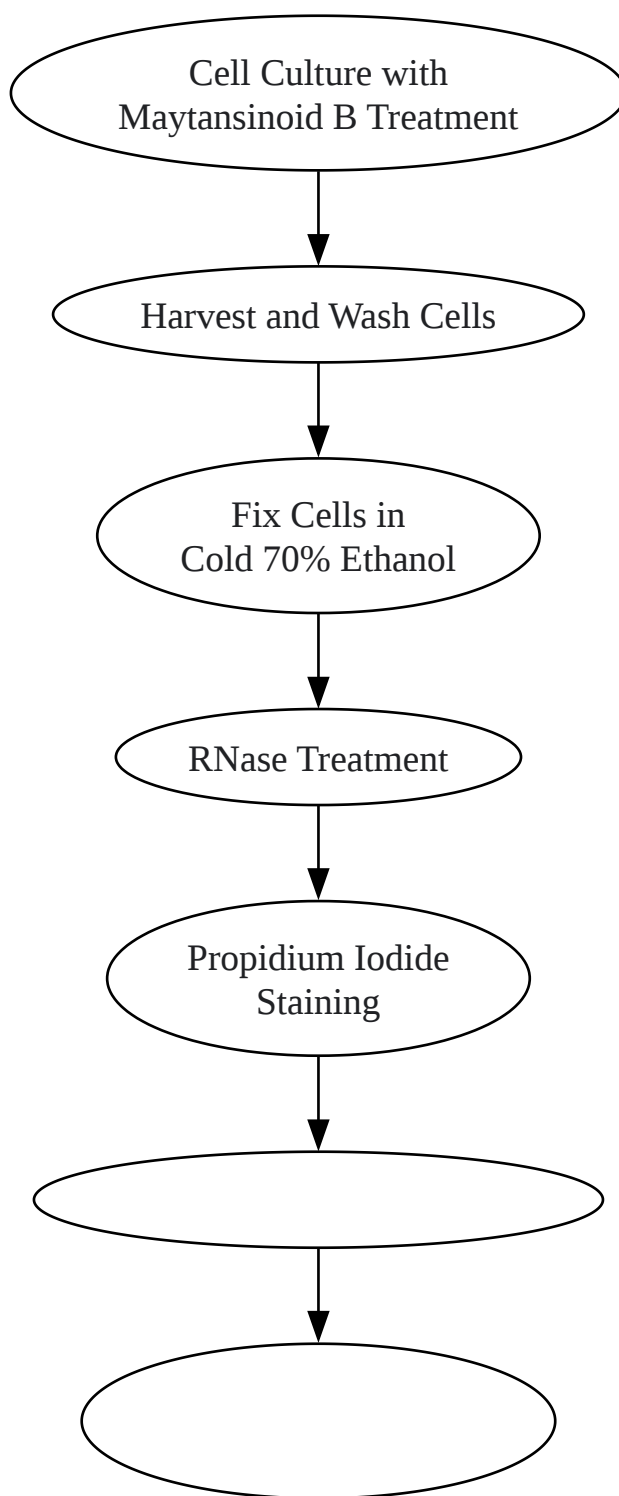 Cell Culture with
Maytansinoid B Treatment
Harvest and Wash Cells
Fix Cells in
Cold 70% Ethanol
RNase Treatment
Propidium Iodide
Staining